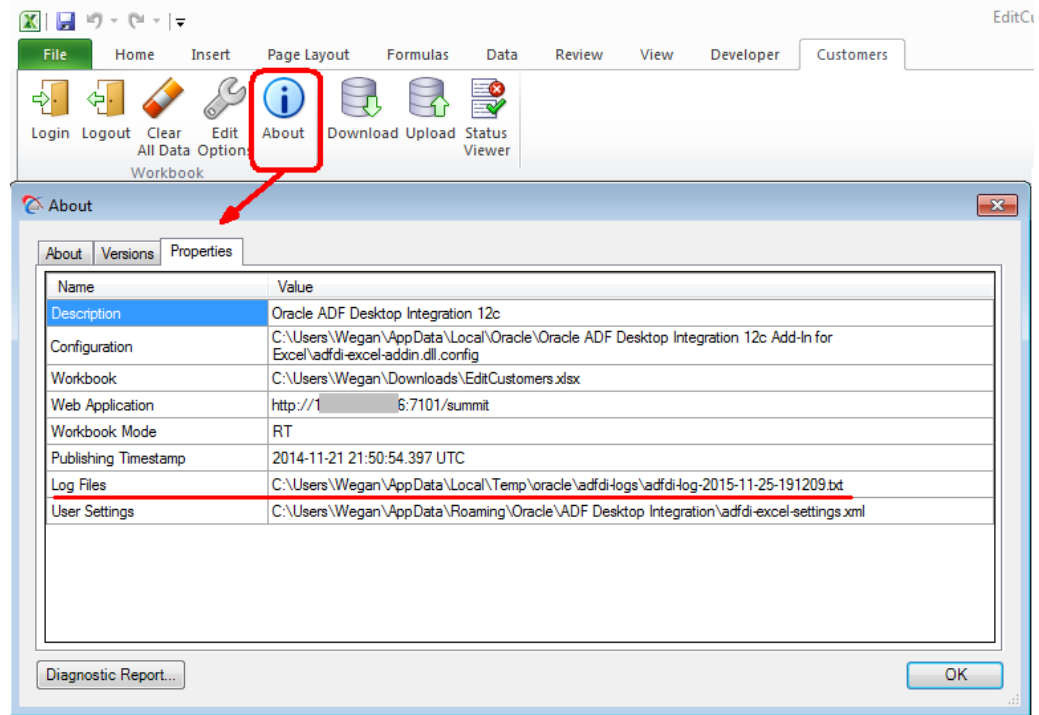 EditCu
File Home Insert Page Layout Formulas Data Review View Developer Customers
Login Logout Clear All Data Edit Options About Download Upload Status Viewer
Workbook
About
About Versions Properties
Name Value
Description Oracle ADF Desktop Integration 12c
Configuration C:\Users\Wegan\AppData\Local\Oracle\Oracle ADF Desktop Integration 12c Add-In for
Excel\adfdi-excel-addin.dll.config
Workbook C:\Users\Wegan\Downloads\EditCustomers.xlsx
Web Application http://1 6:7101/summit
Workbook Mode RT
Publishing Timestamp 2014-11-21 21:50:54.397 UTC
Log Files C:\Users\Wegan\AppData\Local\Temp\oracle\adfdi-logs\adfdi-log-2015-11-25-191209.txt
User Settings C:\Users\Wegan\AppData\Roaming\Oracle\ADF Desktop Integration\adfdi-excel-settings.xml
Diagnostic Report... OK